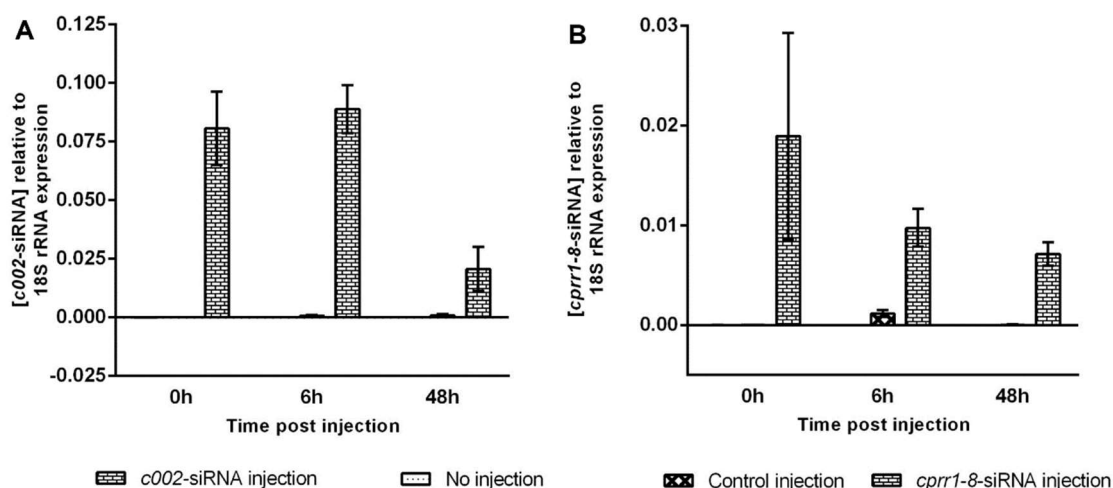 A
[c002-siRNA] relative to
18S rRNA expression
0.125
0.100
0.075
0.050
0.025
0.000
-0.025
0h 6h 48h
Time post injection
B
[cprr1-8-siRNA] relative to
18S rRNA expression
0.03
0.02
0.01
0.00
0h 6h 48h
Time post injection
c002-siRNA injection No injection Control injection cprr1-8-siRNA injection